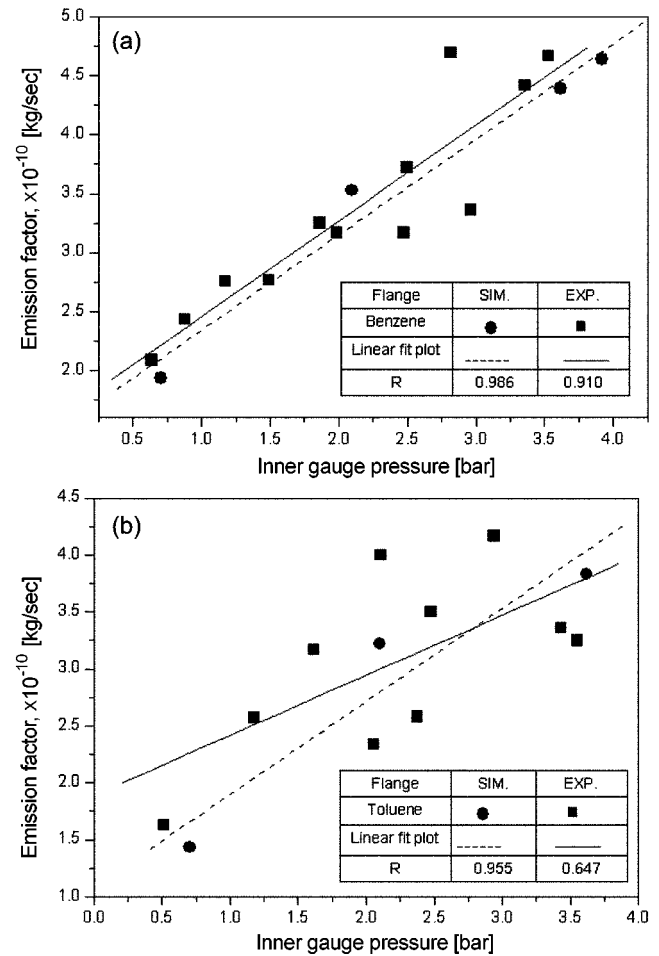 (a)
Emission factor, x10^-10 [kg/sec]
5.0
4.5
4.0
3.5
3.0
2.5
2.0
Flange SIM. EXP.
Benzene
Linear fit plot
R 0.986 0.910
0.5 1.0 1.5 2.0 2.5 3.0 3.5 4.0
Inner gauge pressure [bar]
(b)
Emission factor, x10^-10 [kg/sec]
4.5
4.0
3.5
3.0
2.5
2.0
1.5
1.0
Flange SIM. EXP.
Toluene
Linear fit plot
R 0.955 0.647
0.0 0.5 1.0 1.5 2.0 2.5 3.0 3.5 4.0
Inner gauge pressure [bar]